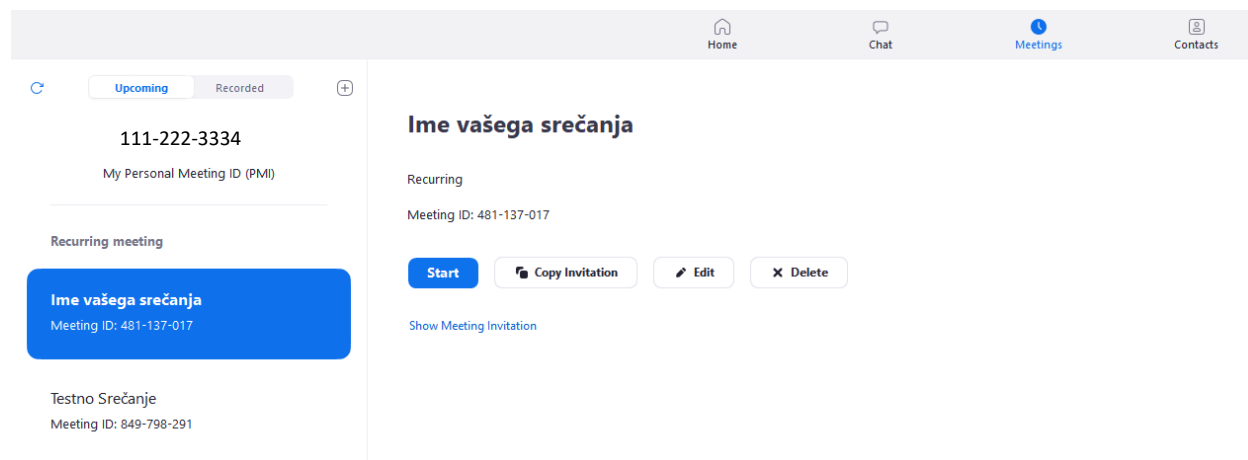 Home
Chat
Meetings
Contacts
Upcoming
Recorded
111-222-3334
My Personal Meeting ID (PMI)
Recurring meeting
Ime vašega srečanja
Meeting ID: 481-137-017
Testno Srečanje
Meeting ID: 849-798-291
Ime vašega srečanja
Recurring
Meeting ID: 481-137-017
Start
Copy Invitation
Edit
Delete
Show Meeting Invitation